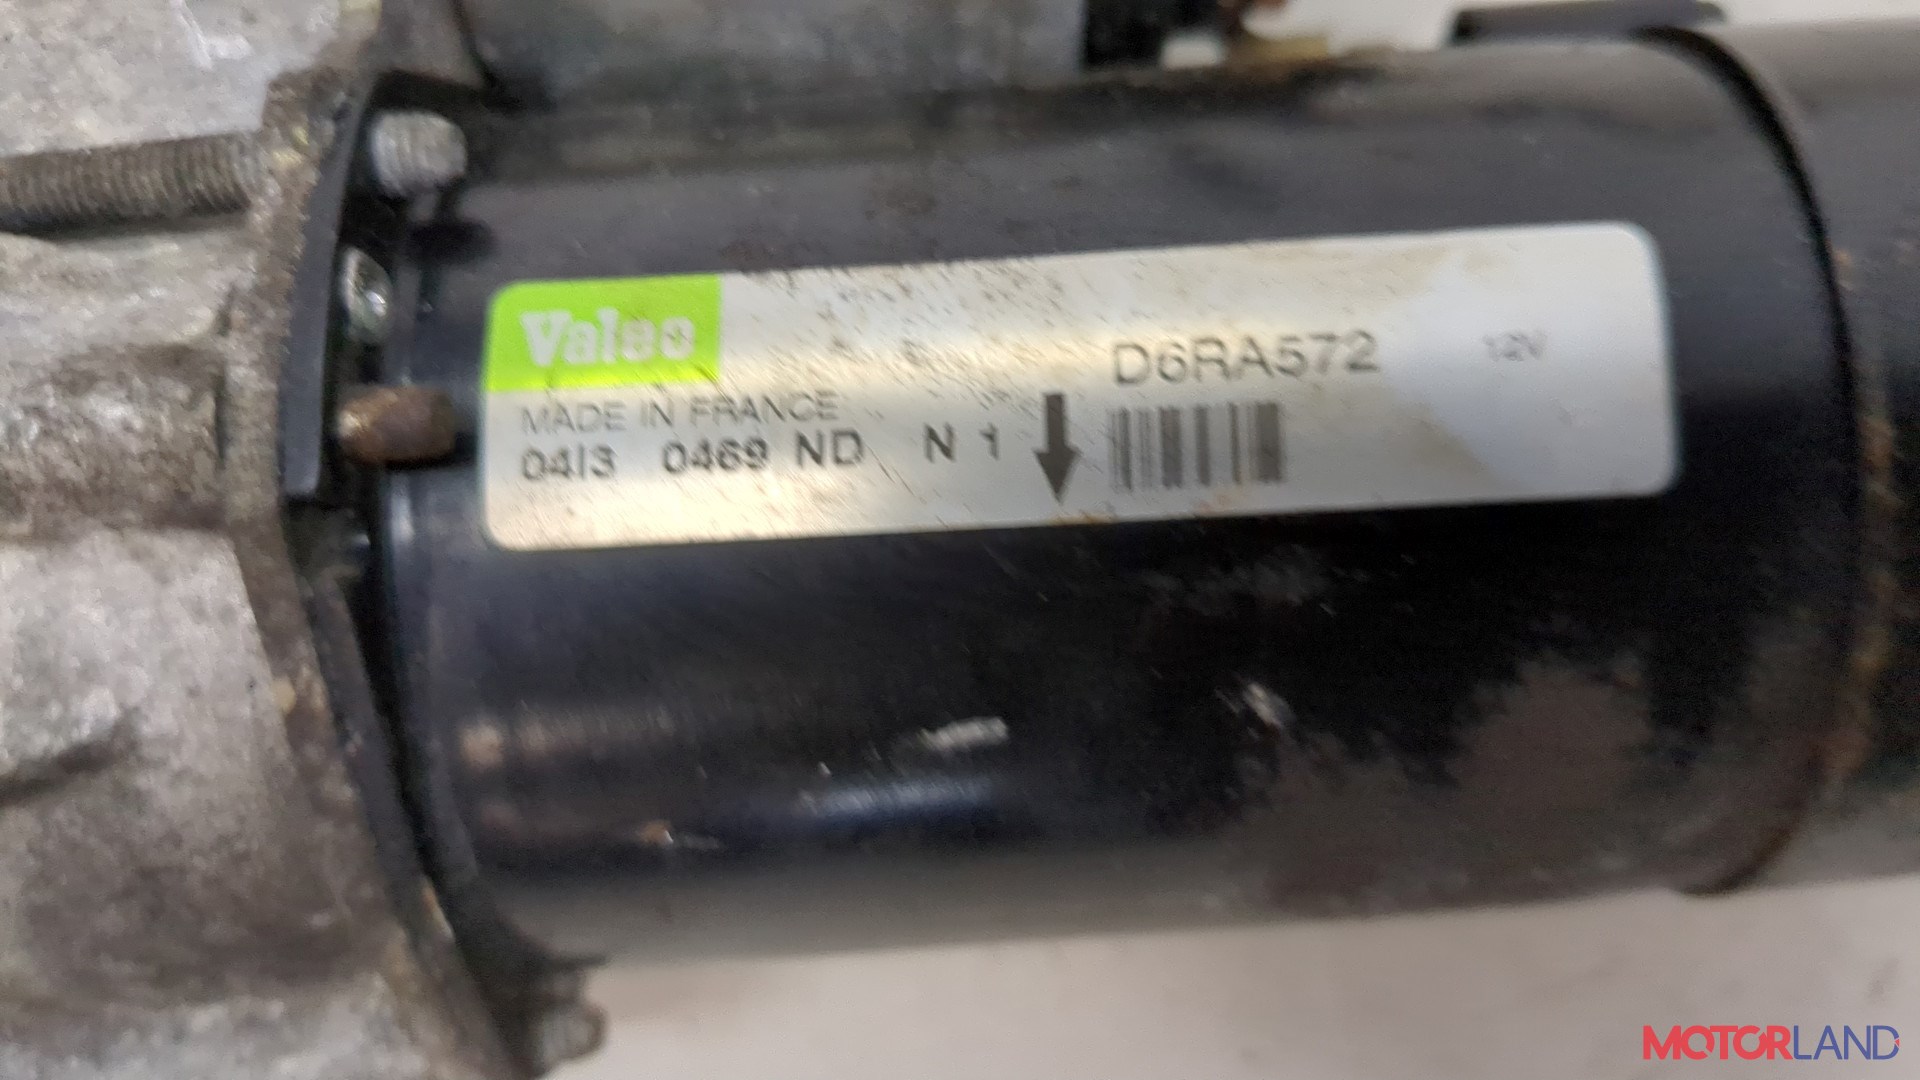 Valeo
D6RA572 12V
MADE IN FRANCE
04I3 0469 ND N 1
MOTORLAND